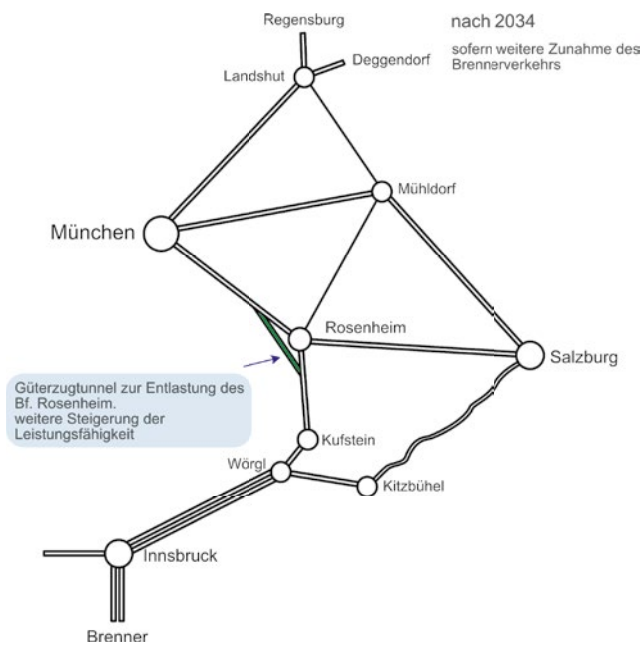 Regensburg
nach 2034
sofern weitere Zunahme des
Brennerverkehrs
Deggendorf
Landshut
Mühldorf
München
Rosenheim
Salzburg
Güterzugtunnel zur Entlastung des
Bf. Rosenheim.
weitere Steigerung der
Leistungsfähigkeit
Kufstein
Wörgl
Kitzbühel
Innsbruck
Brenner